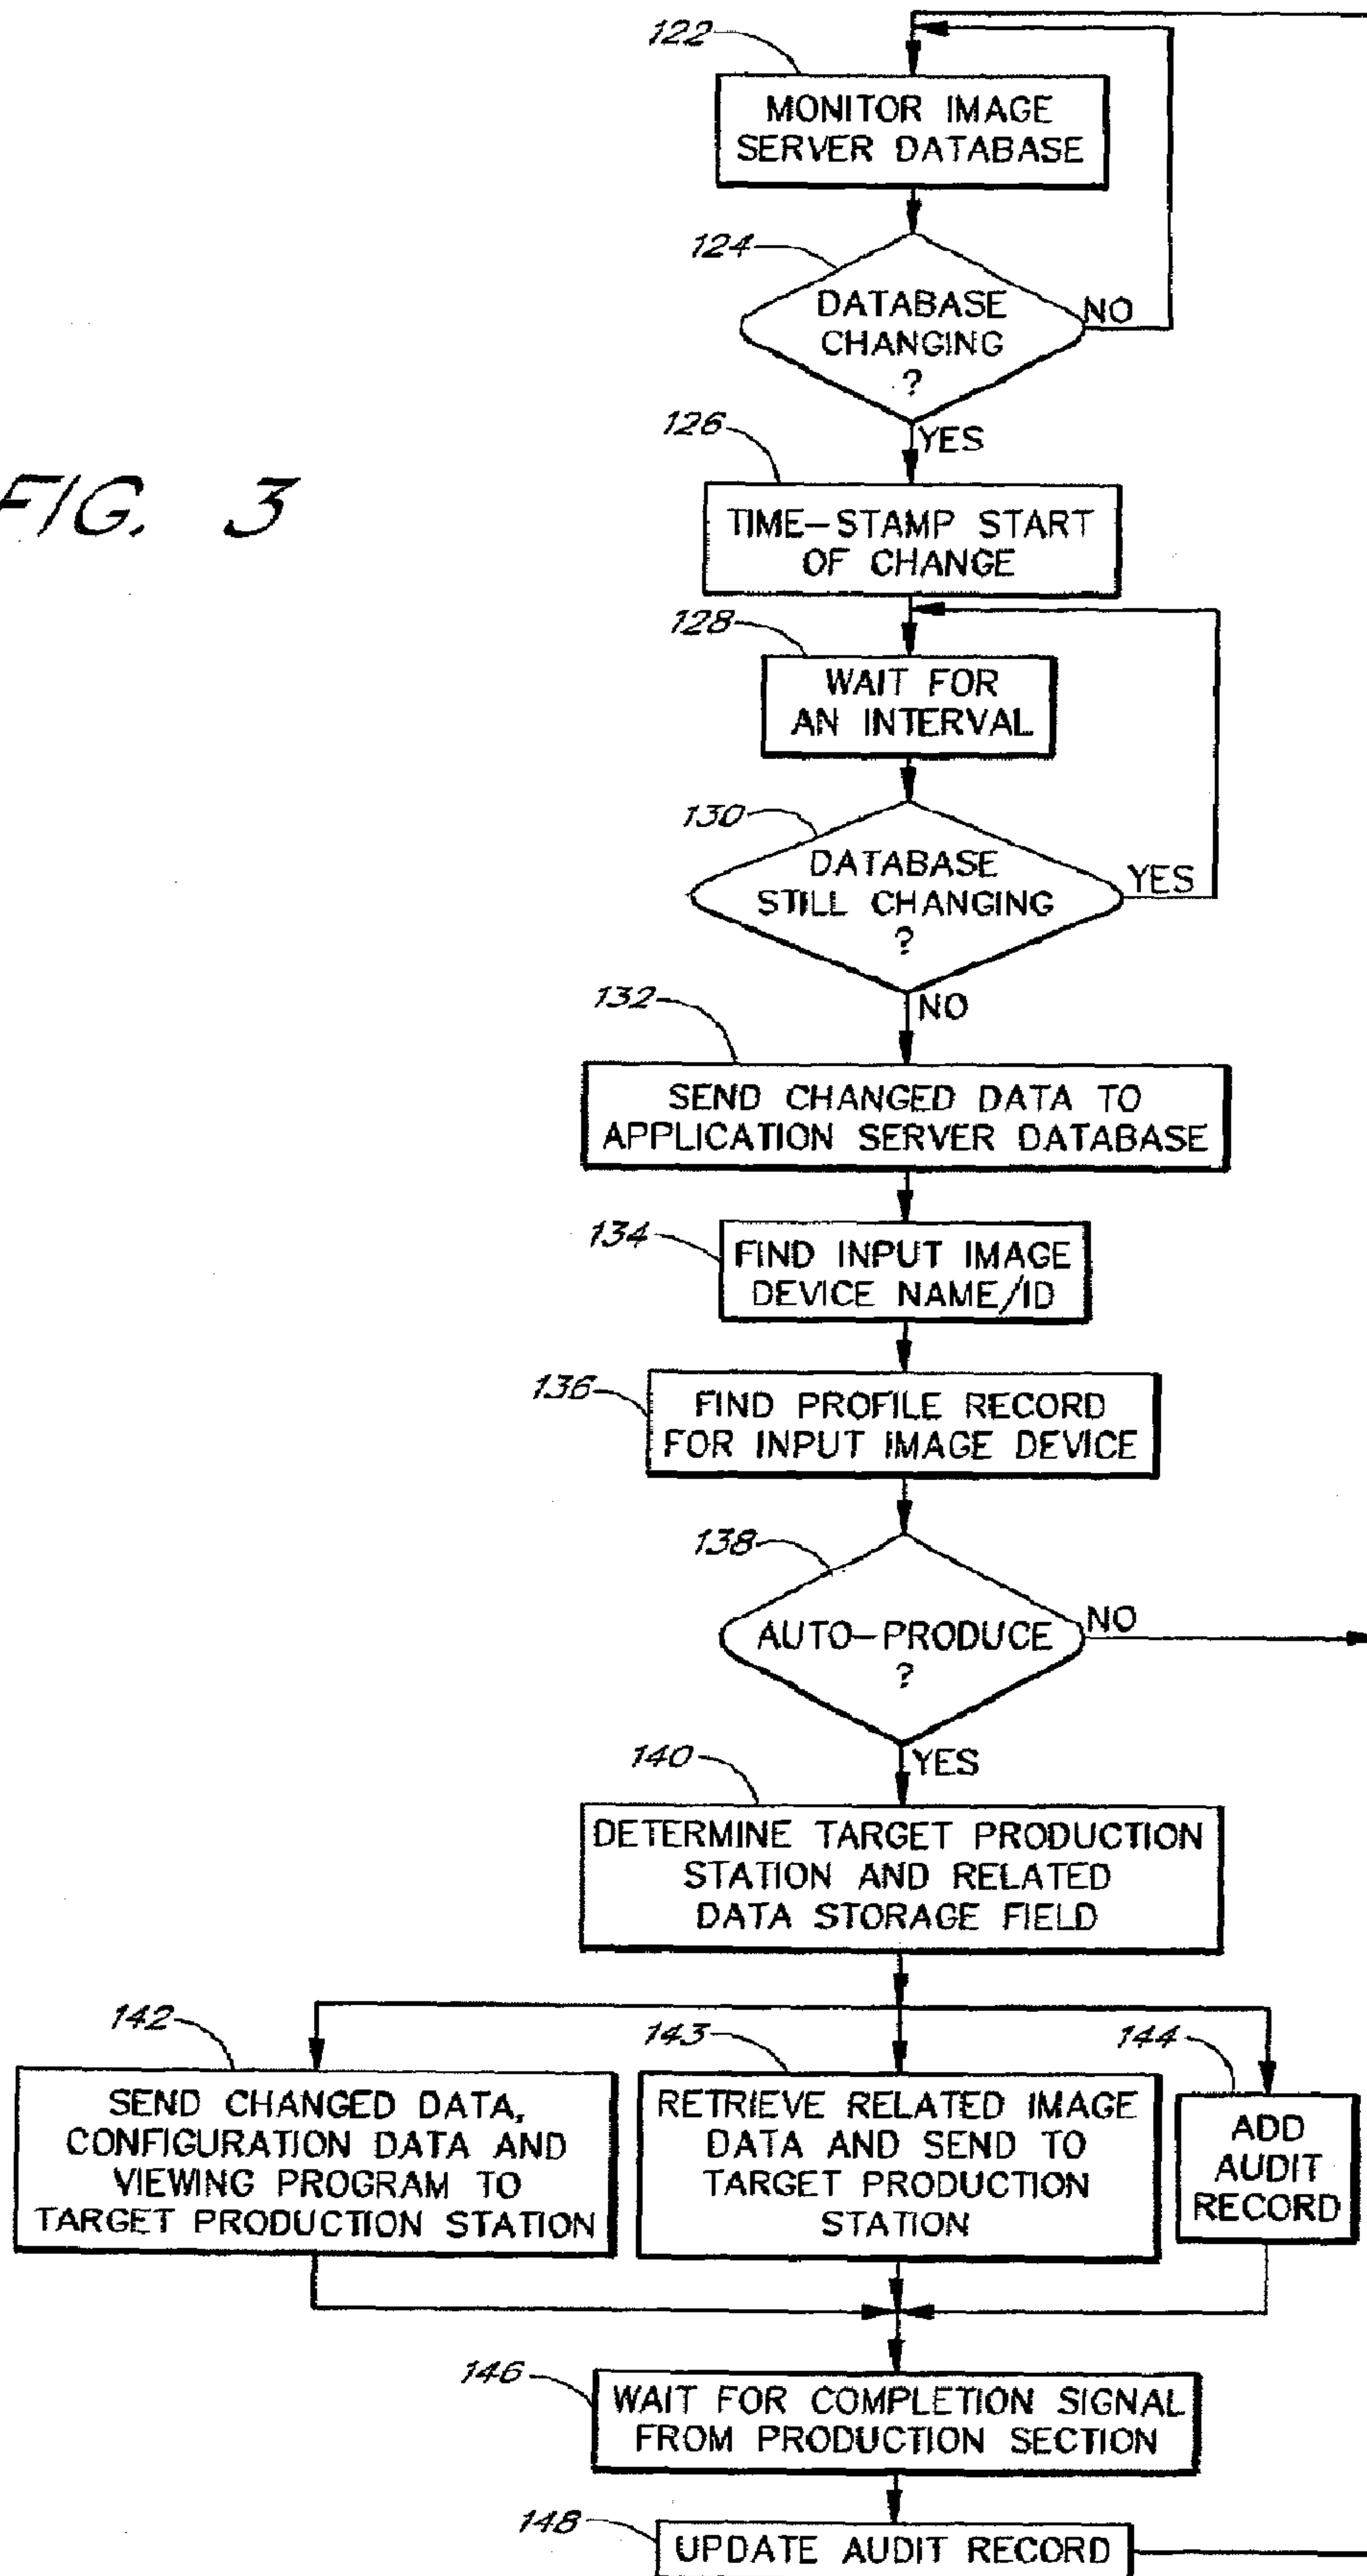 122
MONITOR IMAGE
SERVER DATABASE
124
DATABASE
CHANGING
?
NO
YES
126
TIME-STAMP START
OF CHANGE
FIG. 3
128
WAIT FOR
AN INTERVAL
130
DATABASE
STILL CHANGING
?
YES
NO
132
SEND CHANGED DATA TO
APPLICATION SERVER DATABASE
134
FIND INPUT IMAGE
DEVICE NAME/ID
136
FIND PROFILE RECORD
FOR INPUT IMAGE DEVICE
138
AUTO-PRODUCE
?
NO
YES
140
DETERMINE TARGET PRODUCTION
STATION AND RELATED
DATA STORAGE FIELD
142
SEND CHANGED DATA,
CONFIGURATION DATA AND
VIEWING PROGRAM TO
TARGET PRODUCTION STATION
143
RETRIEVE RELATED IMAGE
DATA AND SEND TO
TARGET PRODUCTION
STATION
144
ADD
AUDIT
RECORD
146
WAIT FOR COMPLETION SIGNAL
FROM PRODUCTION SECTION
148
UPDATE AUDIT RECORD